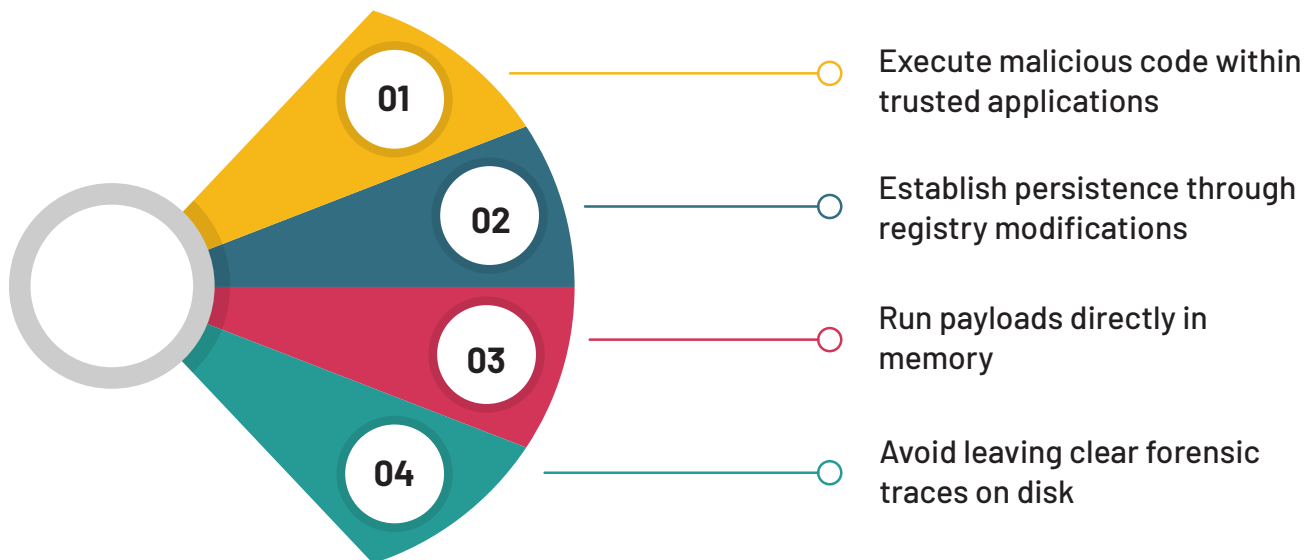 01
Execute malicious code within
trusted applications
02
Establish persistence through
registry modifications
03
Run payloads directly in
memory
04
Avoid leaving clear forensic
traces on disk